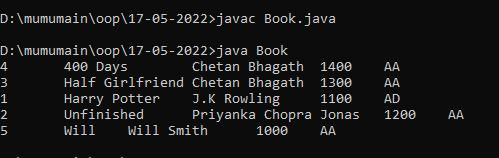 D:\mumumain\oop\17-05-2022>javac Book.java
D:\mumumain\oop\17-05-2022>java Book
4 400 Days Chetan Bhagath 1400 AA
3 Half Girlfriend Chetan Bhagath 1300 AA
1 Harry Potter J.K Rowling 1100 AD
2 Unfinished Priyanka Chopra Jonas 1200 AA
5 Will Will Smith 1000 AA